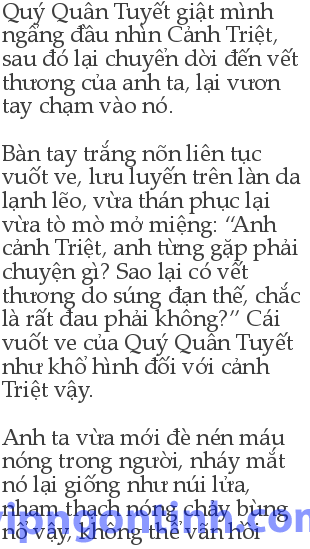 Quý Quân Tuyết giật mình
ngẩng đầu nhìn Cảnh Triệt,
sau đó lại chuyển dời đến vết
thương của anh ta, lại vươn
tay chạm vào nó.
Bàn tay trắng nõn liên tục
vuốt ve, lưu luyến trên làn da
lạnh lẽo, vừa thán phục lại
vừa tò mò mở miệng: “Anh
cảnh Triệt, anh từng gặp phải
chuyện gì? Sao lại có vết
thương do súng đạn thế, chắc
là rất đau phải không?” Cái
vuốt ve của Quý Quân Tuyết
như khổ hình đối với cảnh
Triệt vậy.
Anh ta vừa mới đè nén máu
nóng trong người, nháy mắt
nó lại giống như núi lửa,
nham thạch nóng chảy bùng
nổ vậy, không thể vãn hồi
vipngontinh.com